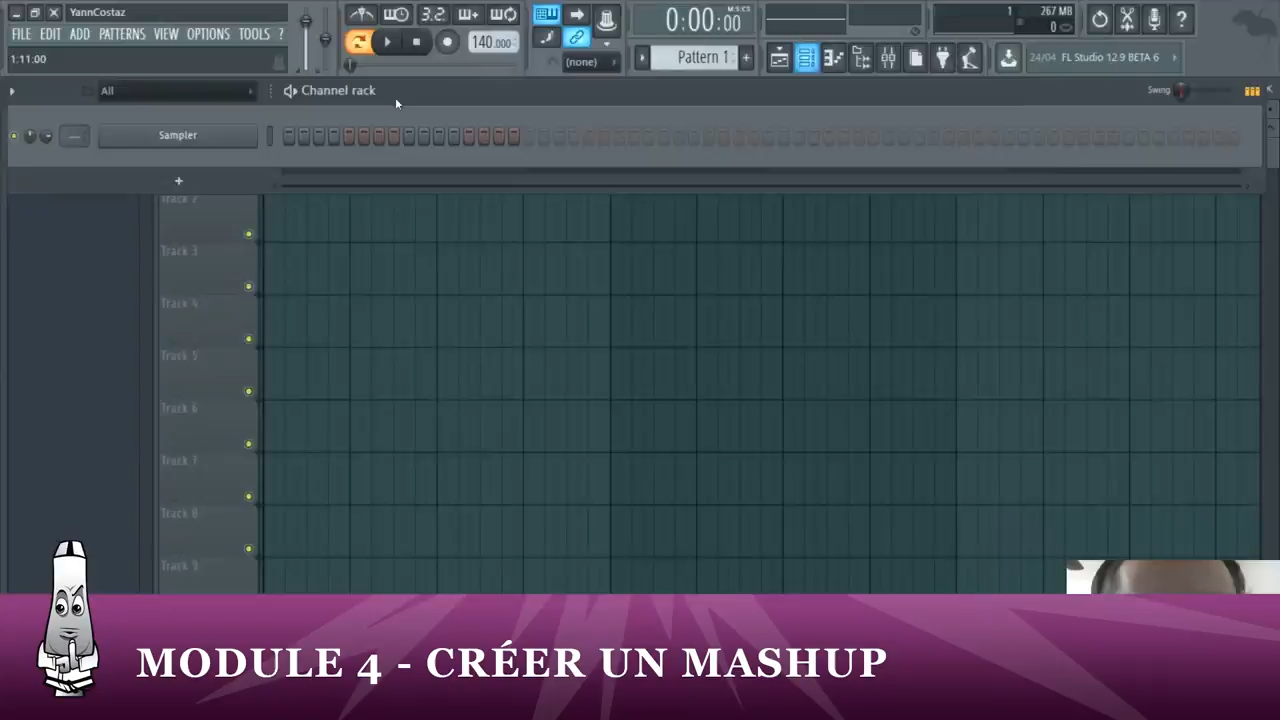 YannCostaz
FILE EDIT ADD PATTERNS VIEW OPTIONS TOOLS ?
1:11:00
3.2
140.000
(none)
0:00:00
M:S:CS
Pattern 1
1
267 MB
0
24/04 FL Studio 12.9 BETA 6
All
Channel rack
Swing
Sampler
+
Track 2
Track 3
Track 4
Track 5
Track 6
Track 7
Track 8
Track 9
MODULE 4 - CRÉER UN MASHUP